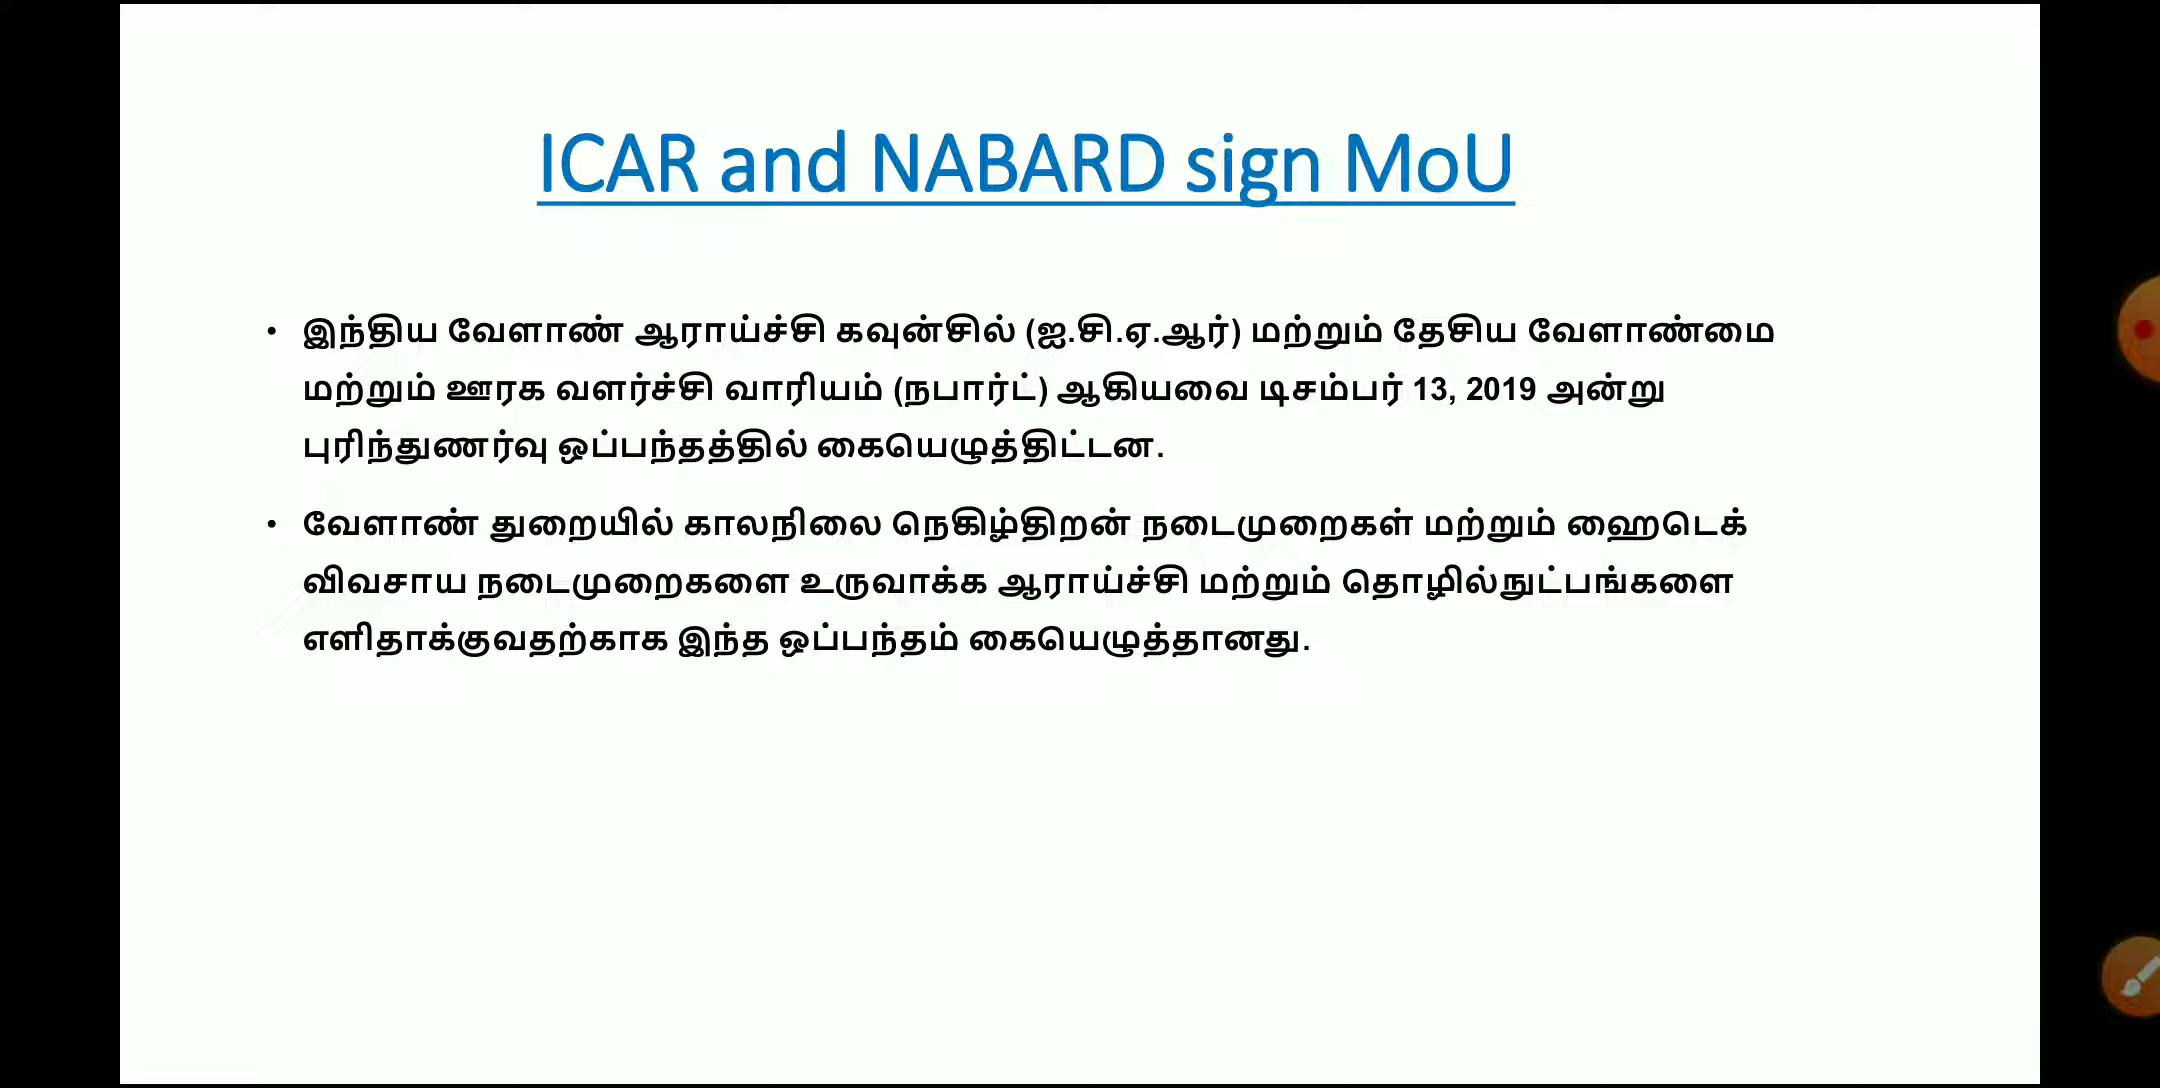 ICAR and NABARD sign MoU
• இந்திய வேளாண் ஆராய்ச்சி கவுன்சில் (ஐ.சி.ஏ.ஆர்) மற்றும் தேசிய வேளாண்மை
மற்றும் ஊரக வளர்ச்சி வாரியம் (நபார்ட்) ஆகியவை டிசம்பர் 13, 2019 அன்று
புரிந்துணர்வு ஒப்பந்தத்தில் கையெழுத்திட்டன.
• வேளாண் துறையில் காலநிலை நெகிழ்திறன் நடைமுறைகள் மற்றும் ஹைடெக்
விவசாய நடைமுறைகளை உருவாக்க ஆராய்ச்சி மற்றும் தொழில்நுட்பங்களை
எளிதாக்குவதற்காக இந்த ஒப்பந்தம் கையெழுத்தானது.